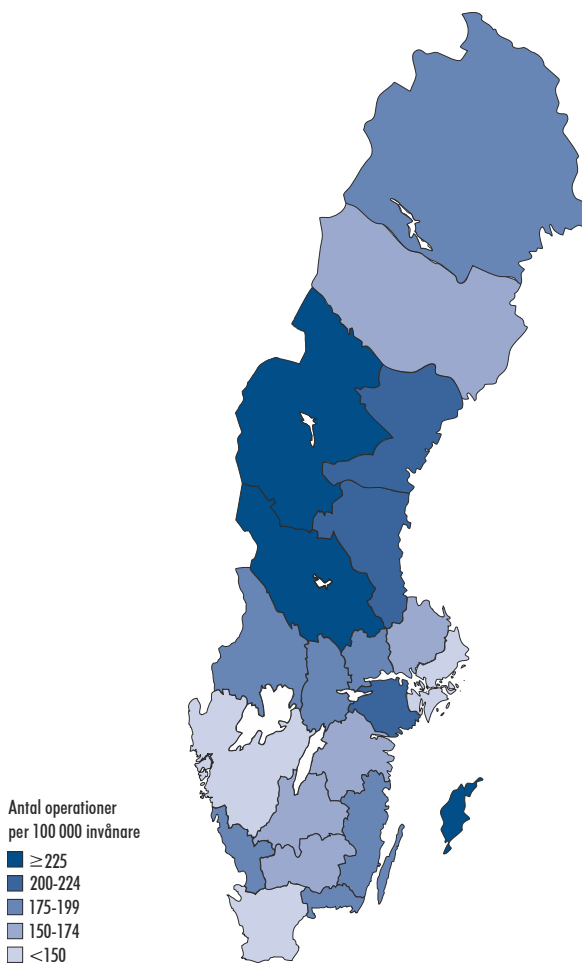 Antal operationer
per 100 000 invånare
≥225
200-224
175-199
150-174
<150